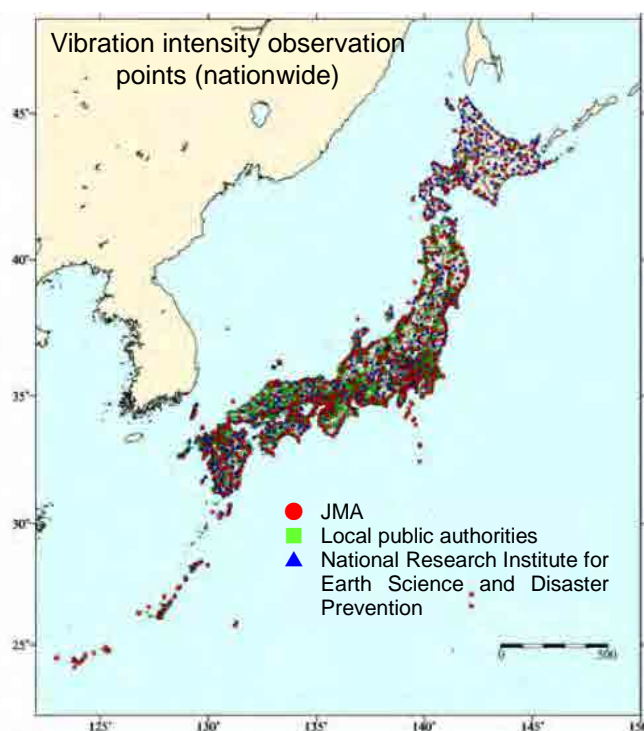 Vibration intensity observation
points (nationwide)
45°
40°
35°
30°
25°
JMA
Local public authorities
National Research Institute for
Earth Science and Disaster
Prevention
0 500
125° 130° 135° 140° 145°